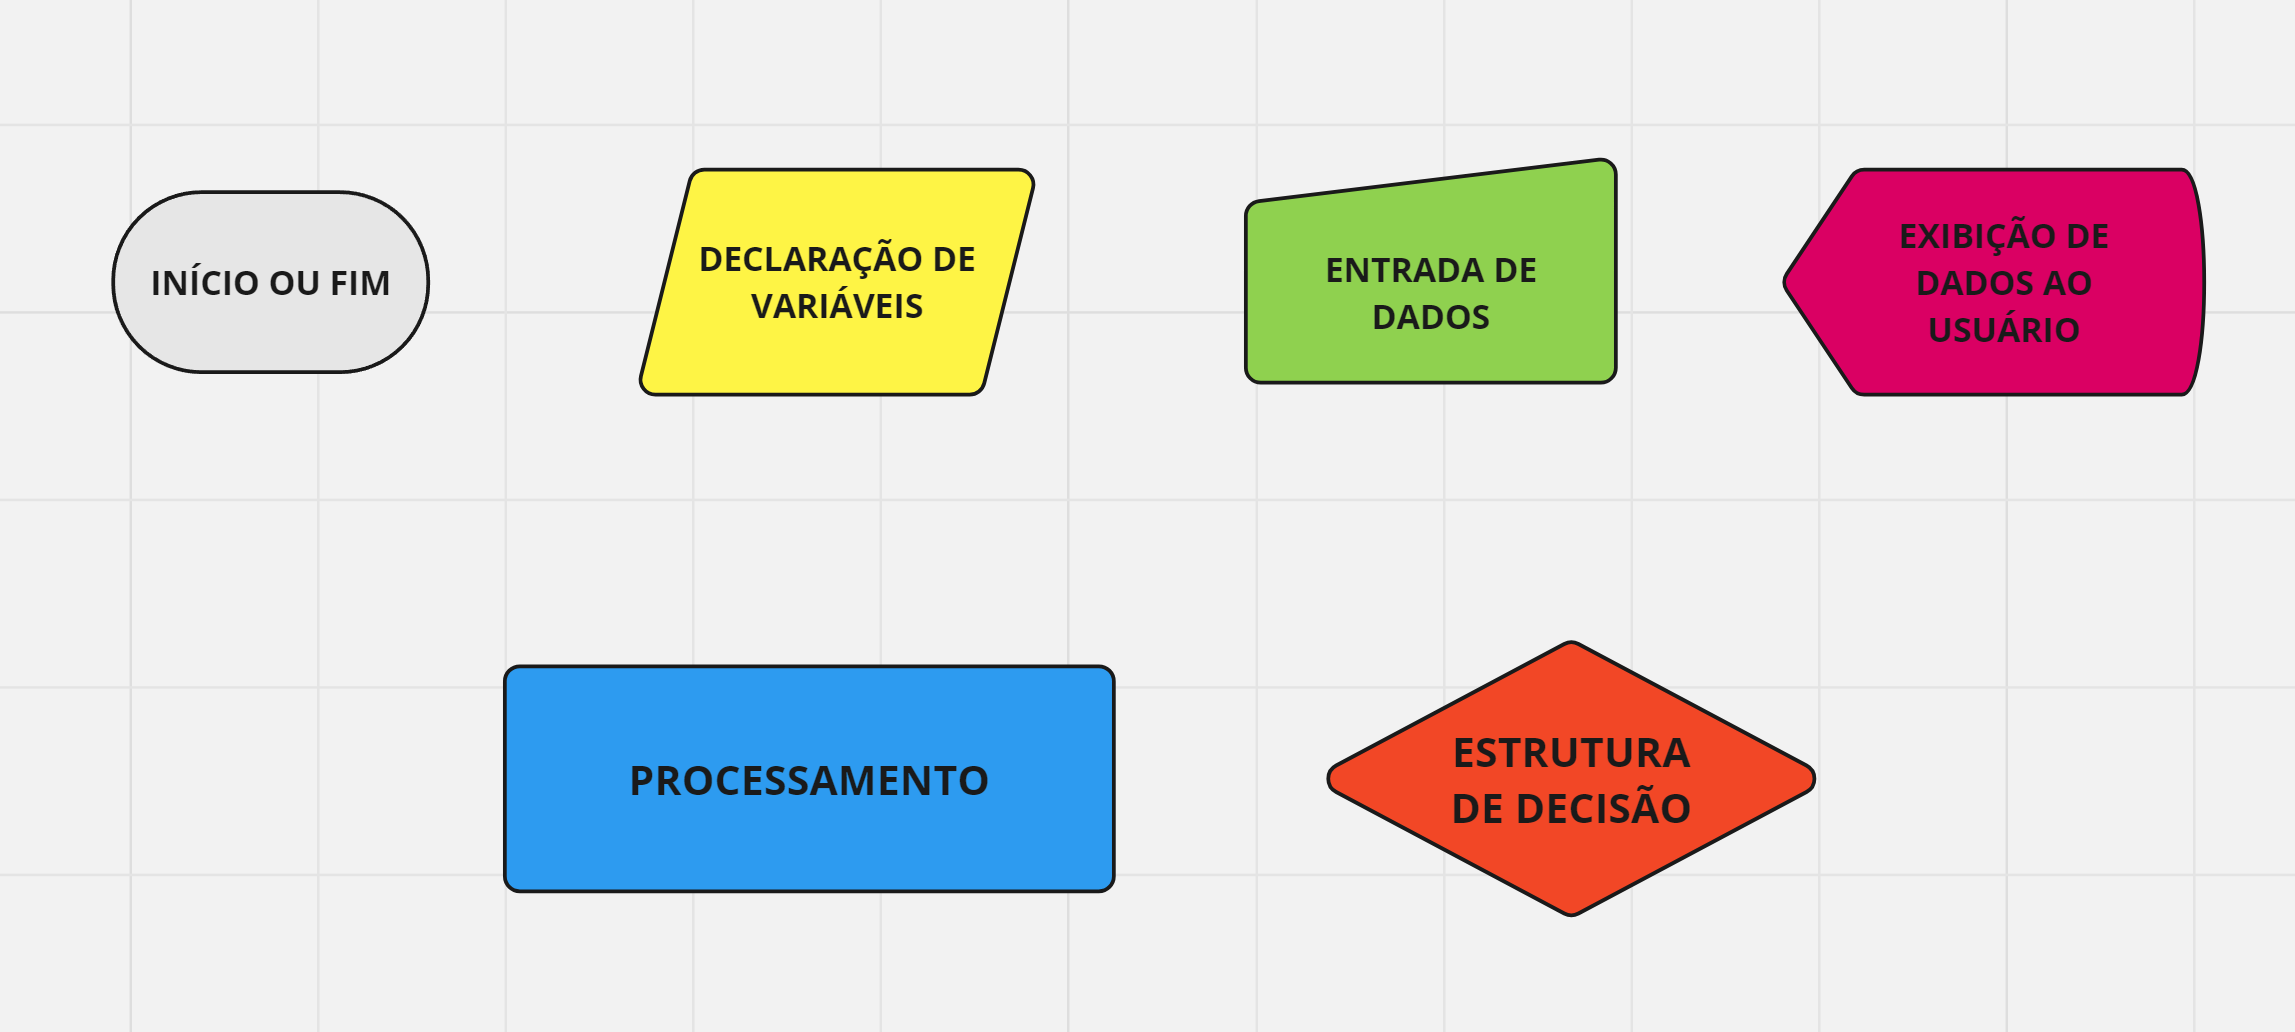 INÍCIO OU FIM
DECLARAÇÃO DE
VARIÁVEIS
ENTRADA DE
DADOS
EXIBIÇÃO DE
DADOS AO
USUÁRIO
PROCESSAMENTO
ESTRUTURA
DE DECISÃO